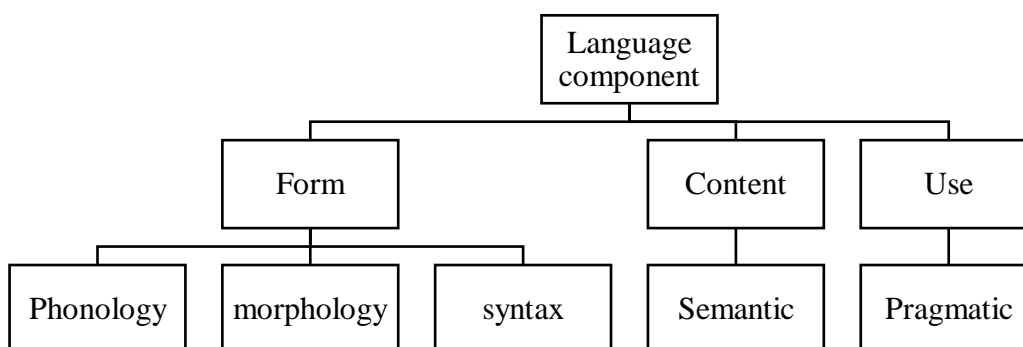 Language
component
Form
Content
Use
Phonology
morphology
syntax
Semantic
Pragmatic